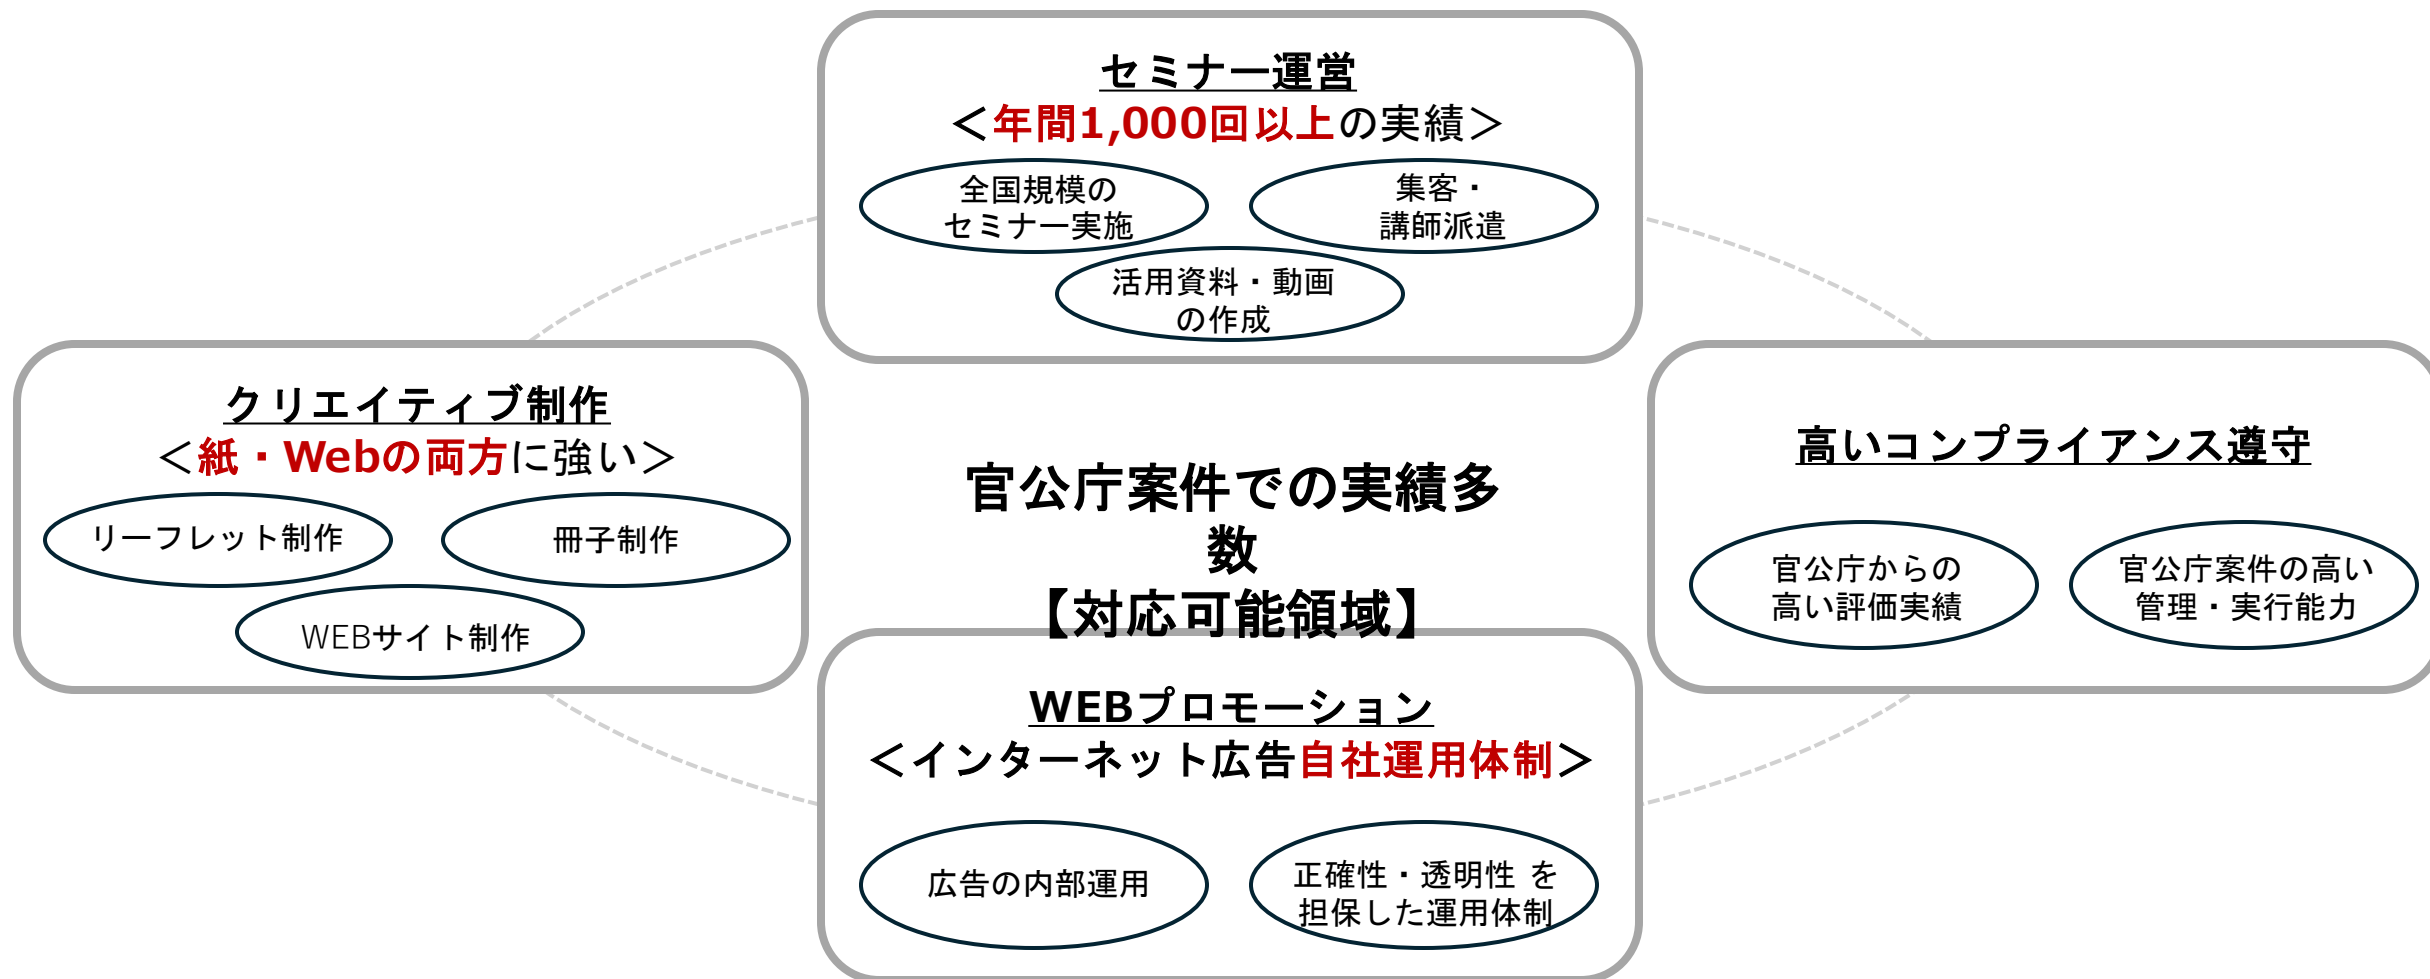 セミナー運営
＜年間1,000回以上の実績＞
全国規模の
セミナー実施
集客・
講師派遣
活用資料・動画
の作成
クリエイティブ制作
＜紙・Webの両方に強い＞
リーフレット制作
冊子制作
WEBサイト制作
官公庁案件での実績多
数
【対応可能領域】
高いコンプライアンス遵守
官公庁からの
高い評価実績
官公庁案件の高い
管理・実行能力
WEBプロモーション
＜インターネット広告自社運用体制＞
広告の内部運用
正確性・透明性 を
担保した運用体制